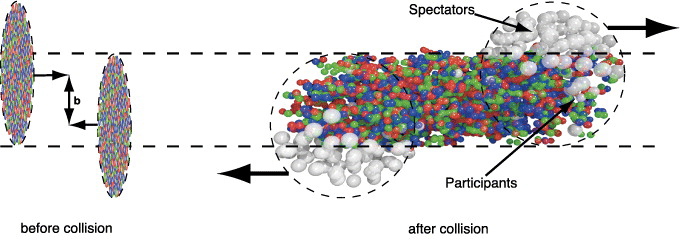 Spectators
b
Participants
before collision
after collision